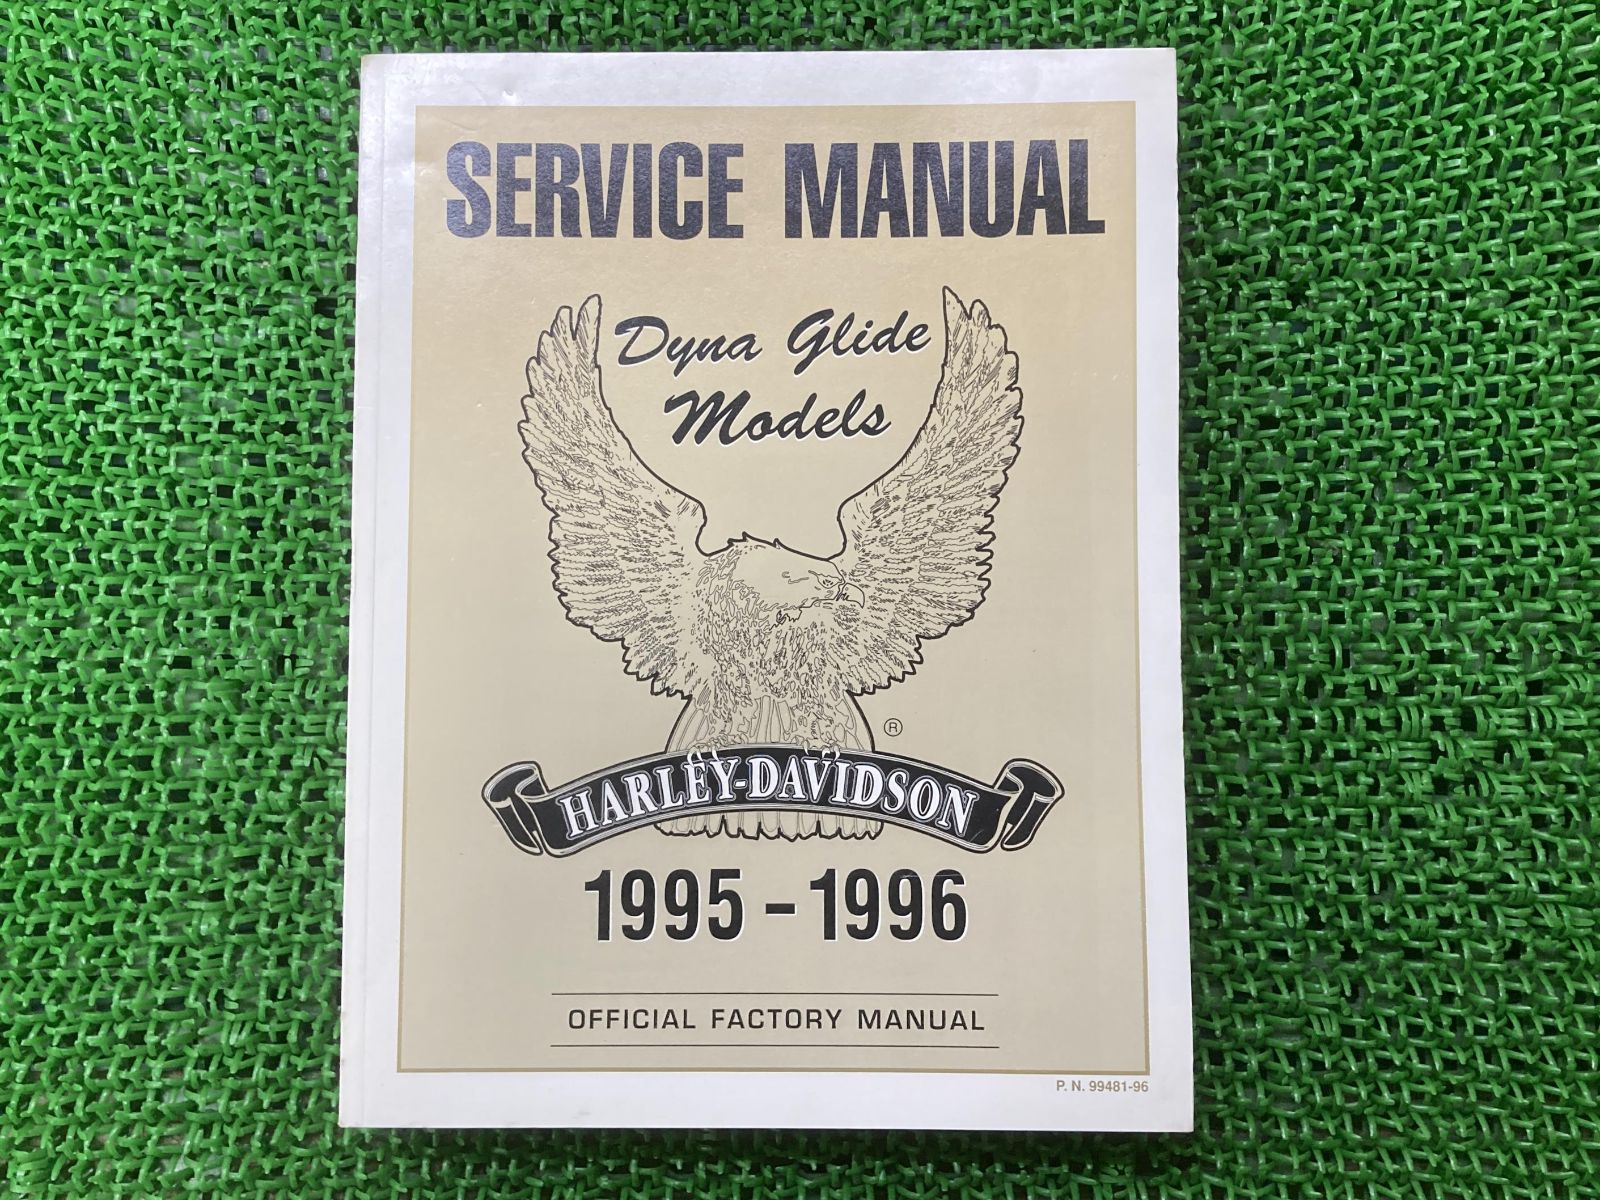 SERVICE MANUAL
Dyna Glide
Models
®
HARLEY-DAVIDSON
1995 - 1996
OFFICIAL FACTORY MANUAL
P. N. 99481-96